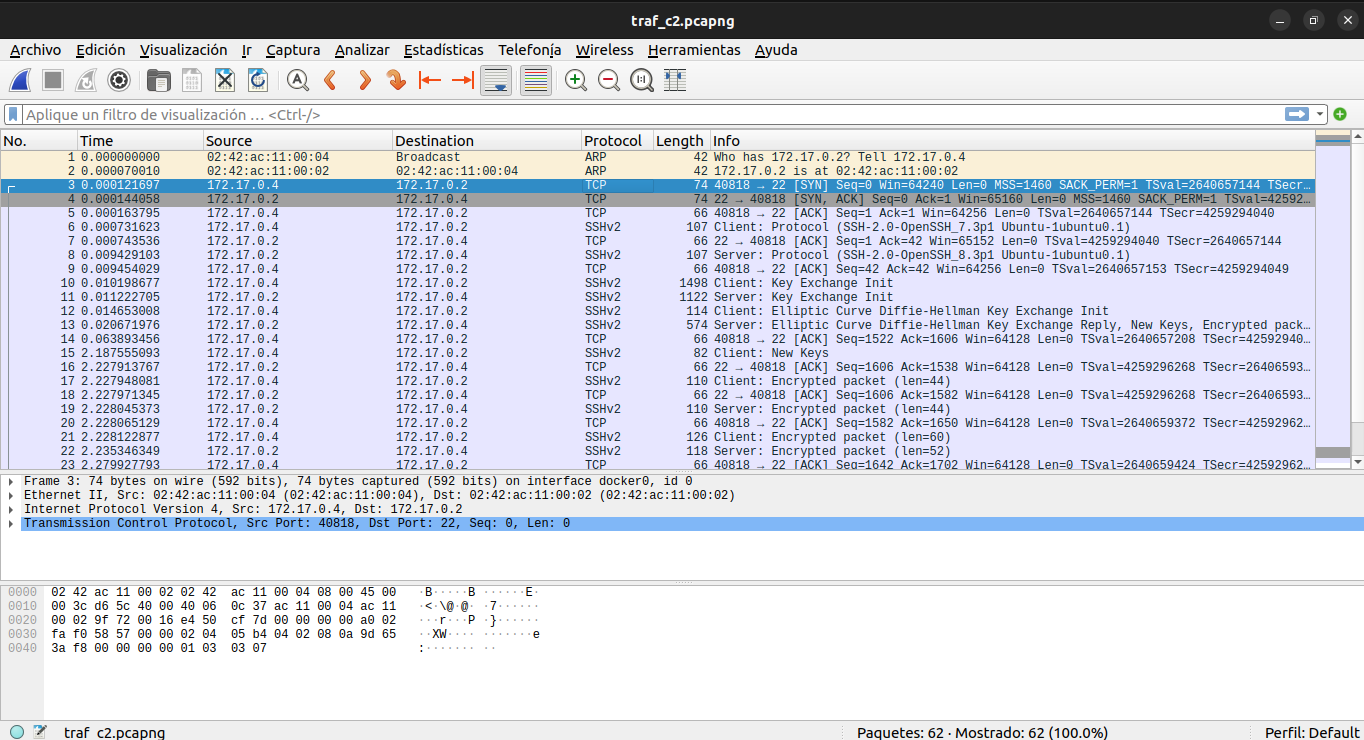 traf_c2.pcapng
Archivo Edición Visualización Ir Captura Analizar Estadísticas Telefonía Wireless Herramientas Ayuda
Aplique un filtro de visualización … <Ctrl-/>
No. Time Source Destination Protocol Length Info
1 0.000000000 02:42:ac:11:00:04 Broadcast ARP 42 Who has 172.17.0.2? Tell 172.17.0.4
2 0.000070010 02:42:ac:11:00:02 02:42:ac:11:00:04 ARP 42 172.17.0.2 is at 02:42:ac:11:00:02
3 0.000121697 172.17.0.4 172.17.0.2 TCP 74 40818 → 22 [SYN] Seq=0 Win=64240 Len=0 MSS=1460 SACK_PERM=1 TSval=2640657144 TSecr…
4 0.000144058 172.17.0.2 172.17.0.4 TCP 74 22 → 40818 [SYN, ACK] Seq=0 Ack=1 Win=65160 Len=0 MSS=1460 SACK_PERM=1 TSval=42592…
5 0.000163795 172.17.0.4 172.17.0.2 TCP 66 40818 → 22 [ACK] Seq=1 Ack=1 Win=64256 Len=0 TSval=2640657144 TSecr=4259294040
6 0.000731623 172.17.0.4 172.17.0.2 SSHv2 107 Client: Protocol (SSH-2.0-OpenSSH_7.3p1 Ubuntu-1ubuntu0.1)
7 0.000743536 172.17.0.2 172.17.0.4 TCP 66 22 → 40818 [ACK] Seq=1 Ack=42 Win=65152 Len=0 TSval=4259294040 TSecr=2640657144
8 0.009429103 172.17.0.2 172.17.0.4 SSHv2 107 Server: Protocol (SSH-2.0-OpenSSH_8.3p1 Ubuntu-1ubuntu0.1)
9 0.009454029 172.17.0.4 172.17.0.2 TCP 66 40818 → 22 [ACK] Seq=42 Ack=42 Win=64256 Len=0 TSval=2640657153 TSecr=4259294049
10 0.010198677 172.17.0.4 172.17.0.2 SSHv2 1498 Client: Key Exchange Init
11 0.011222705 172.17.0.2 172.17.0.4 SSHv2 1122 Server: Key Exchange Init
12 0.014653008 172.17.0.4 172.17.0.2 SSHv2 114 Client: Elliptic Curve Diffie-Hellman Key Exchange Init
13 0.020671976 172.17.0.2 172.17.0.4 SSHv2 574 Server: Elliptic Curve Diffie-Hellman Key Exchange Reply, New Keys, Encrypted pack…
14 0.063893456 172.17.0.4 172.17.0.2 TCP 66 40818 → 22 [ACK] Seq=1522 Ack=1606 Win=64128 Len=0 TSval=2640657208 TSecr=42592940…
15 2.187555093 172.17.0.4 172.17.0.2 SSHv2 82 Client: New Keys
16 2.227913767 172.17.0.2 172.17.0.4 TCP 66 22 → 40818 [ACK] Seq=1606 Ack=1538 Win=64128 Len=0 TSval=4259296268 TSecr=26406593…
17 2.227948081 172.17.0.4 172.17.0.2 SSHv2 110 Client: Encrypted packet (len=44)
18 2.227971345 172.17.0.2 172.17.0.4 TCP 66 22 → 40818 [ACK] Seq=1606 Ack=1582 Win=64128 Len=0 TSval=4259296268 TSecr=26406593…
19 2.228045373 172.17.0.2 172.17.0.4 SSHv2 110 Server: Encrypted packet (len=44)
20 2.228065129 172.17.0.4 172.17.0.2 TCP 66 40818 → 22 [ACK] Seq=1582 Ack=1650 Win=64128 Len=0 TSval=2640659372 TSecr=42592962…
21 2.228122877 172.17.0.4 172.17.0.2 SSHv2 126 Client: Encrypted packet (len=60)
22 2.235346349 172.17.0.2 172.17.0.4 SSHv2 118 Server: Encrypted packet (len=52)
23 2.279927793 172.17.0.4 172.17.0.2 TCP 66 40818 → 22 [ACK] Seq=1642 Ack=1702 Win=64128 Len=0 TSval=2640659424 TSecr=42592962…
Frame 3: 74 bytes on wire (592 bits), 74 bytes captured (592 bits) on interface docker0, id 0
Ethernet II, Src: 02:42:ac:11:00:04 (02:42:ac:11:00:04), Dst: 02:42:ac:11:00:02 (02:42:ac:11:00:02)
Internet Protocol Version 4, Src: 172.17.0.4, Dst: 172.17.0.2
Transmission Control Protocol, Src Port: 40818, Dst Port: 22, Seq: 0, Len: 0
0000 02 42 ac 11 00 02 02 42 ac 11 00 04 08 00 45 00 ·B·····B ······E·
0010 00 3c d6 5c 40 00 40 06 0c 37 ac 11 00 04 ac 11 ·<·\@·@· ·7······
0020 00 02 9f 72 00 16 e4 50 cf 7d 00 00 00 00 a0 02 ···r···P ·}······
0030 fa f0 58 57 00 00 02 04 05 b4 04 02 08 0a 9d 65 ··XW···· ·······e
0040 3a f8 00 00 00 00 01 03 03 07 :······· ··
traf_c2.pcapng Paquetes: 62 · Mostrado: 62 (100.0%) Perfil: Default